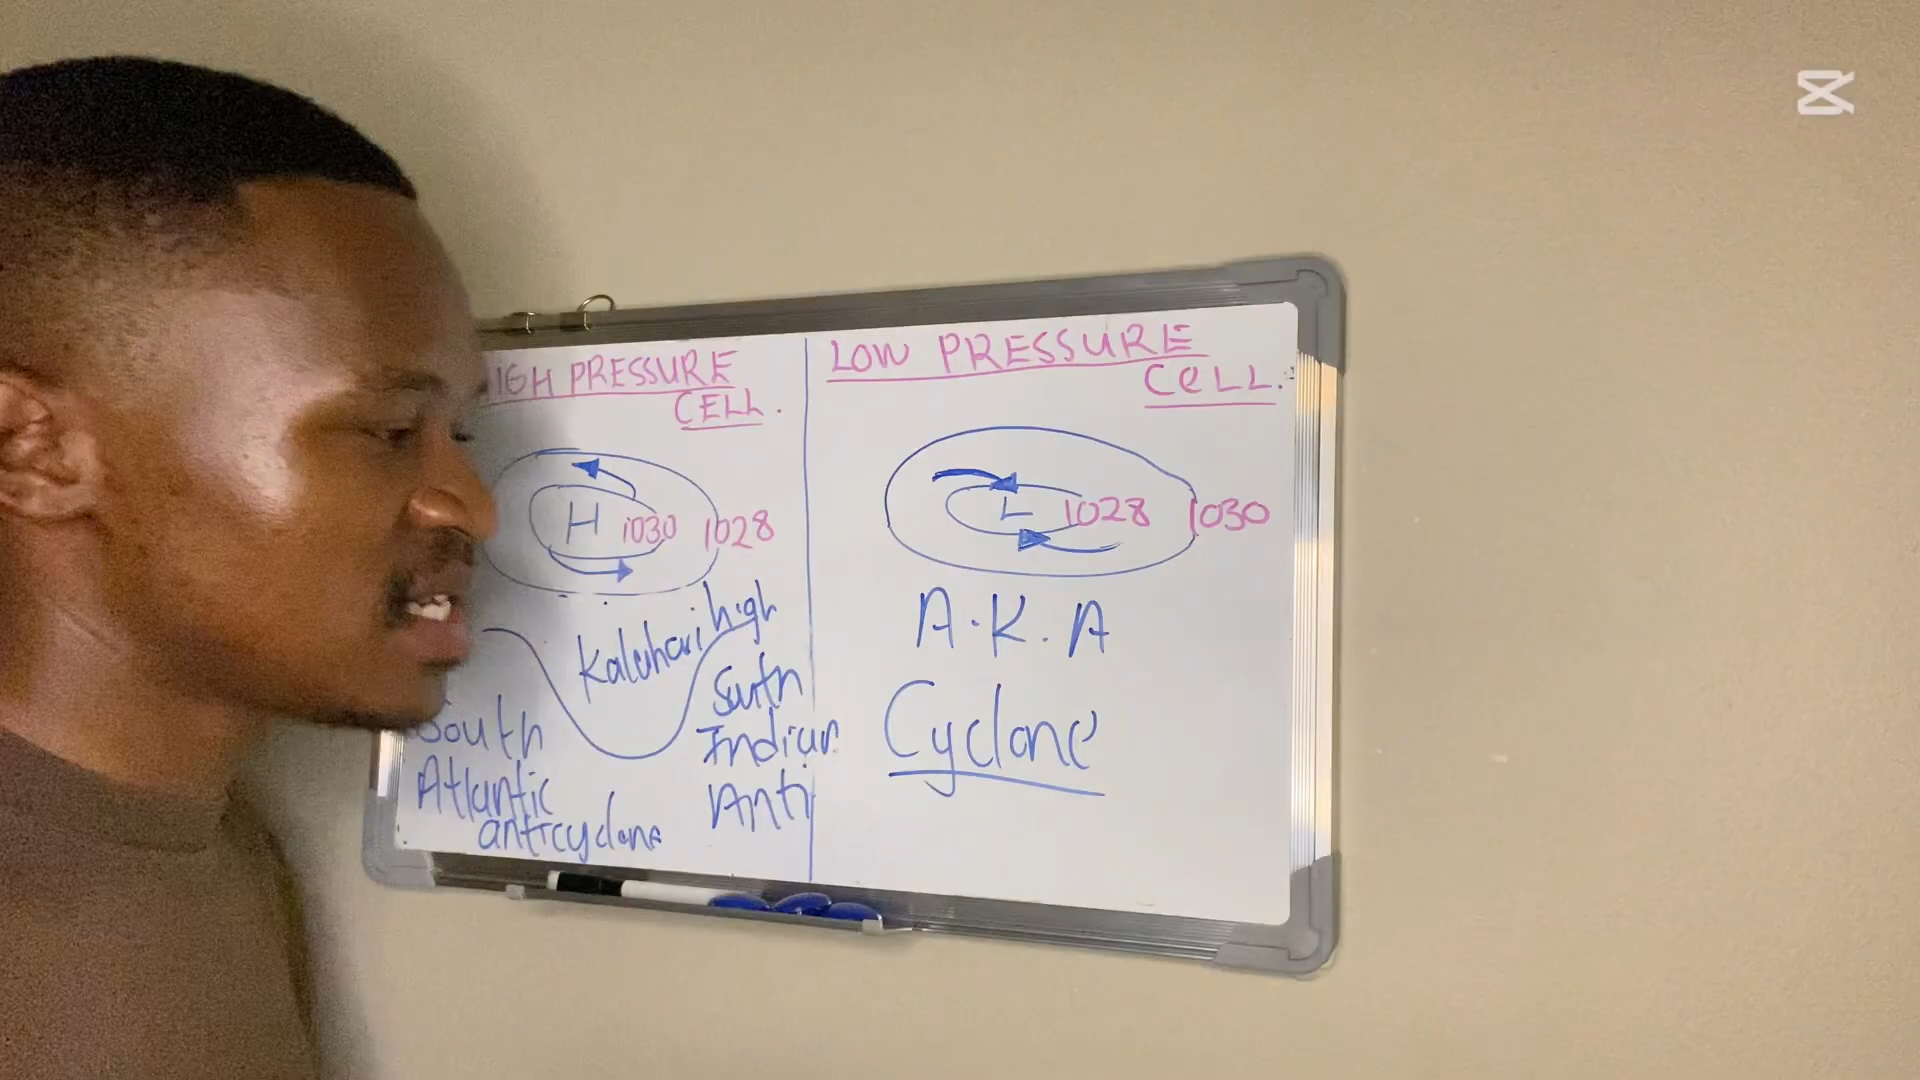 HIGH PRESSURE
CELL.
H 1030 1028
Kalahari high
South
Atlantic
anticyclone
South
Indian
Anti
LOW PRESSURE
CELL.
L 1028 1030
A.K.A
Cyclone